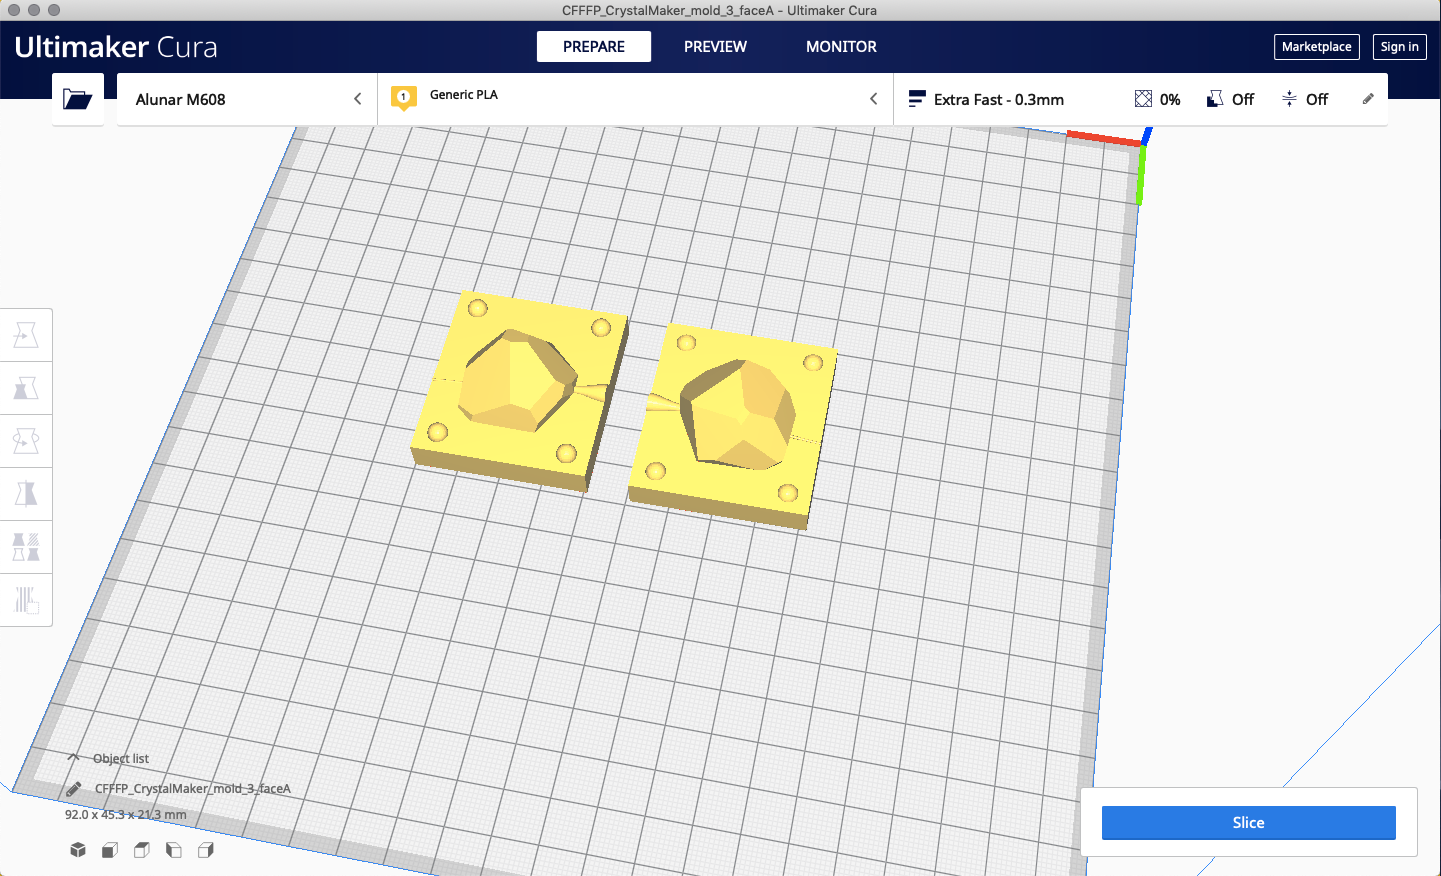 CFFFP_CrystalMaker_mold_3_faceA - Ultimaker Cura
Ultimaker Cura
PREPARE
PREVIEW
MONITOR
Marketplace
Sign in
Alunar M608
1
Generic PLA
Extra Fast - 0.3mm
0%
Off
Off
Object list
CFFFP_CrystalMaker_mold_3_faceA
92.0 x 45.3 x 21.3 mm
Slice